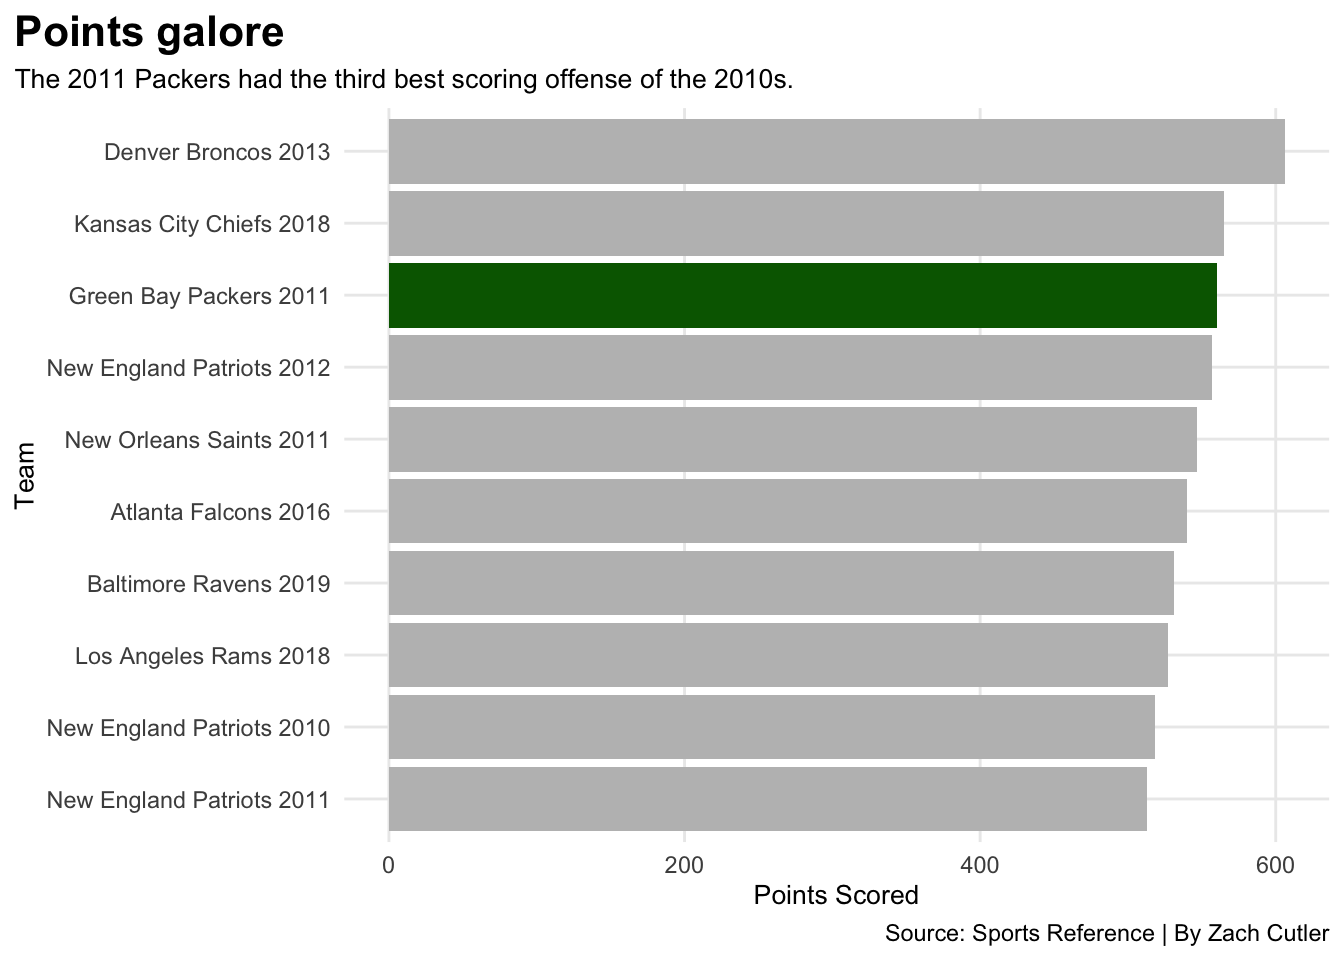 Points galore
The 2011 Packers had the third best scoring offense of the 2010s.
Denver Broncos 2013
Kansas City Chiefs 2018
Green Bay Packers 2011
New England Patriots 2012
New Orleans Saints 2011
Atlanta Falcons 2016
Baltimore Ravens 2019
Los Angeles Rams 2018
New England Patriots 2010
New England Patriots 2011
Team
0 200 400 600
Points Scored
Source: Sports Reference | By Zach Cutler